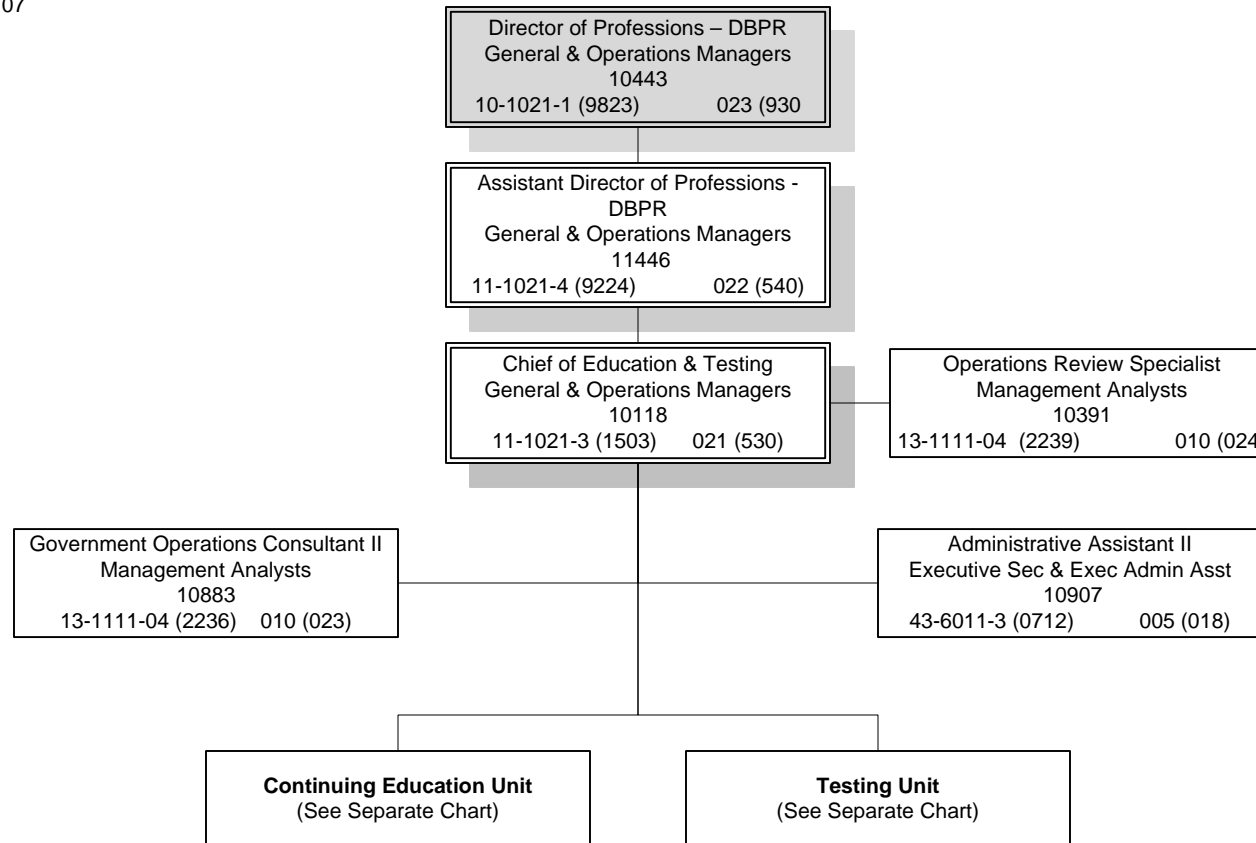 07
Director of Professions – DBPR
General & Operations Managers
10443
10-1021-1 (9823) 023 (930
Assistant Director of Professions -
DBPR
General & Operations Managers
11446
11-1021-4 (9224) 022 (540)
Chief of Education & Testing
General & Operations Managers
10118
11-1021-3 (1503) 021 (530)
Operations Review Specialist
Management Analysts
10391
13-1111-04 (2239) 010 (024
Government Operations Consultant II
Management Analysts
10883
13-1111-04 (2236) 010 (023)
Administrative Assistant II
Executive Sec & Exec Admin Asst
10907
43-6011-3 (0712) 005 (018)
Continuing Education Unit
(See Separate Chart)
Testing Unit
(See Separate Chart)